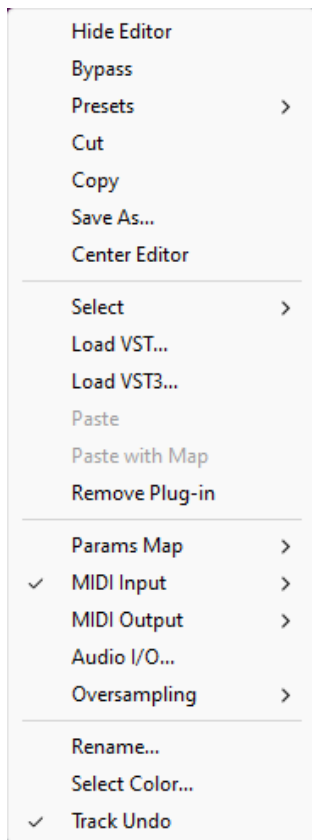 Hide Editor
Bypass
Presets
Cut
Copy
Save As...
Center Editor
Select
Load VST...
Load VST3...
Paste
Paste with Map
Remove Plug-in
Params Map
MIDI Input
MIDI Output
Audio I/O...
Oversampling
Rename...
Select Color...
Track Undo